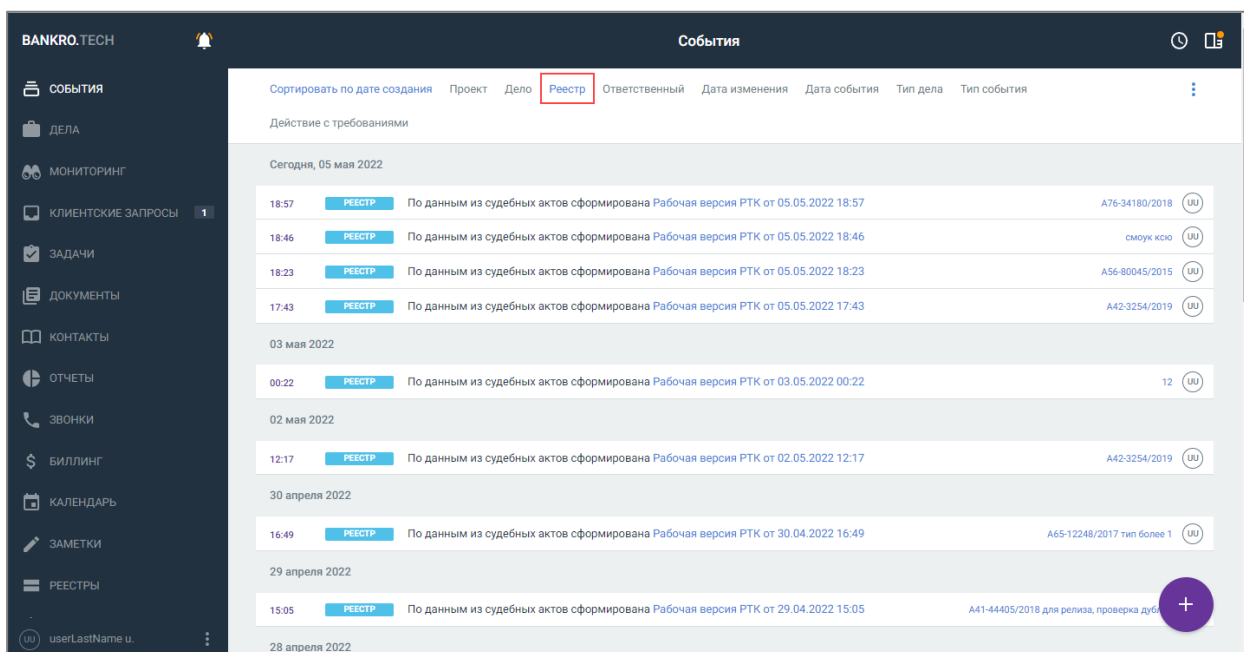 BANKRO.TECH
События
СОБЫТИЯ
ДЕЛА
МОНИТОРИНГ
КЛИЕНТСКИЕ ЗАПРОСЫ 1
ЗАДАЧИ
ДОКУМЕНТЫ
КОНТАКТЫ
ОТЧЕТЫ
ЗВОНКИ
БИЛЛИНГ
КАЛЕНДАРЬ
ЗАМЕТКИ
РЕЕСТРЫ
UU userLastName u.
Сортировать по дате создания Проект Дело Реестр Ответственный Дата изменения Дата события Тип дела Тип события
Действие с требованиями
Сегодня, 05 мая 2022
18:57 РЕЕСТР По данным из судебных актов сформирована Рабочая версия РТК от 05.05.2022 18:57 А76-34180/2018 UU
18:46 РЕЕСТР По данным из судебных актов сформирована Рабочая версия РТК от 05.05.2022 18:46 смоук ксю UU
18:23 РЕЕСТР По данным из судебных актов сформирована Рабочая версия РТК от 05.05.2022 18:23 А56-80045/2015 UU
17:43 РЕЕСТР По данным из судебных актов сформирована Рабочая версия РТК от 05.05.2022 17:43 А42-3254/2019 UU
03 мая 2022
00:22 РЕЕСТР По данным из судебных актов сформирована Рабочая версия РТК от 03.05.2022 00:22 12 UU
02 мая 2022
12:17 РЕЕСТР По данным из судебных актов сформирована Рабочая версия РТК от 02.05.2022 12:17 А42-3254/2019 UU
30 апреля 2022
16:49 РЕЕСТР По данным из судебных актов сформирована Рабочая версия РТК от 30.04.2022 16:49 А65-12248/2017 тип более 1 UU
29 апреля 2022
15:05 РЕЕСТР По данным из судебных актов сформирована Рабочая версия РТК от 29.04.2022 15:05 А41-44405/2018 для релиза, проверка
28 апреля 2022